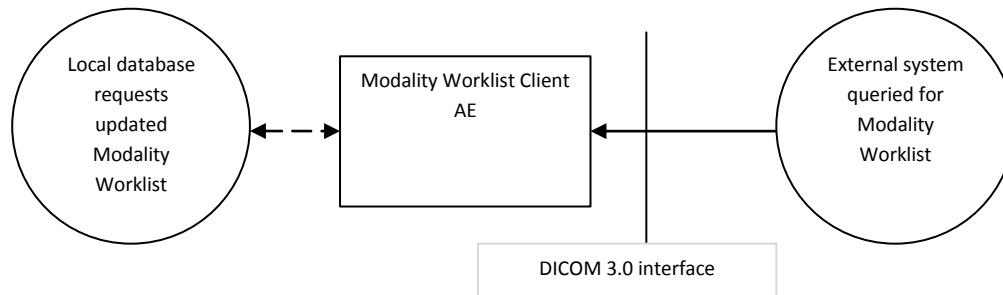 Local database
requests
updated
Modality
Worklist
Modality Worklist Client
AE
External system
queried for
Modality
Worklist
DICOM 3.0 interface